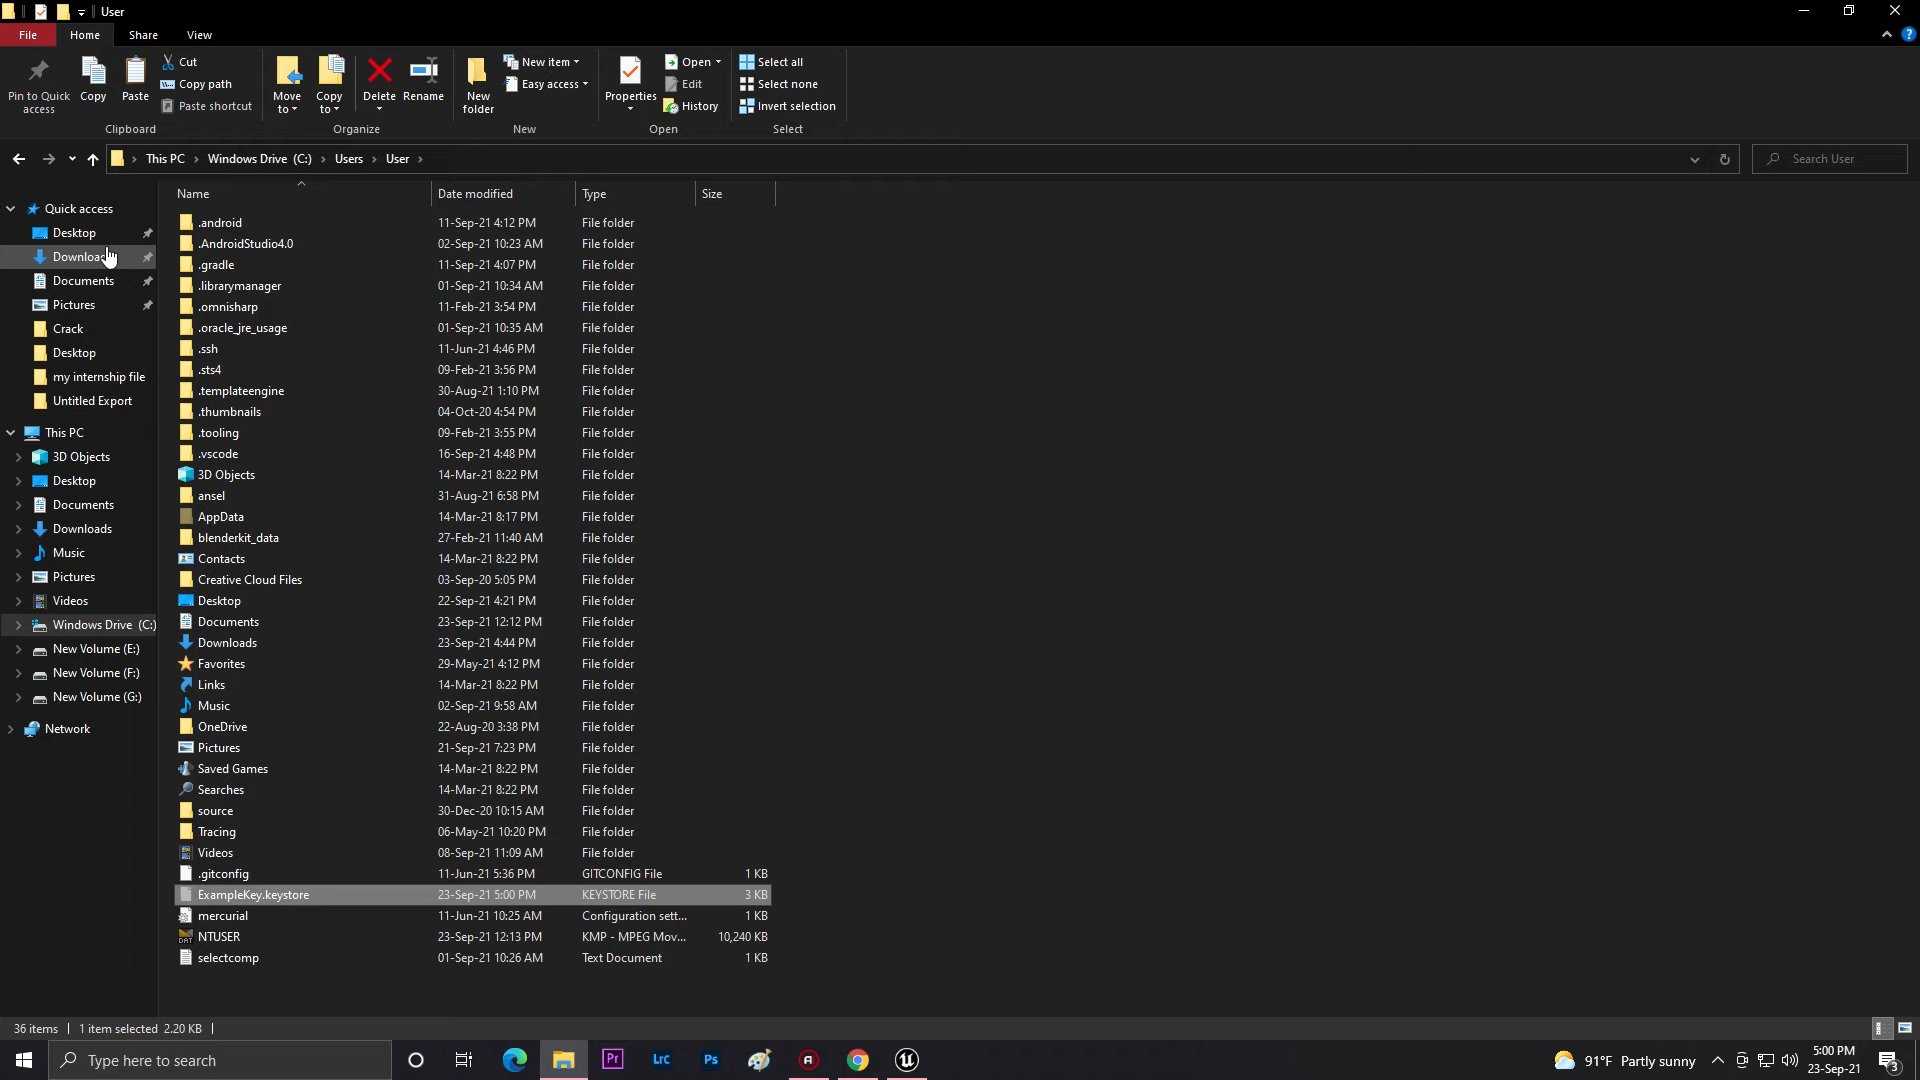 User
File Home Share View
Pin to Quick access
Copy
Paste
Cut
Copy path
Paste shortcut
Clipboard
Move to
Copy to
Delete
Rename
Organize
New folder
New item
Easy access
New
Properties
Open
Edit
History
Open
Select all
Select none
Invert selection
Select
This PC Windows Drive (C:) Users User
Search User
Quick access
Desktop
Documents
Pictures
Crack
Desktop
my internship file
Untitled Export
This PC
3D Objects
Desktop
Documents
Downloads
Music
Pictures
Videos
Windows Drive (C:)
New Volume (E:)
New Volume (F:)
New Volume (G:)
Network
Name Date modified Type Size
.android 11-Sep-21 4:12 PM File folder
.AndroidStudio4.0 02-Sep-21 10:23 AM File folder
.gradle 11-Sep-21 4:07 PM File folder
.librarymanager 01-Sep-21 10:34 AM File folder
.omnisharp 11-Feb-21 3:54 PM File folder
.oracle_jre_usage 01-Sep-21 10:35 AM File folder
.ssh 11-Jun-21 4:46 PM File folder
.sts4 09-Feb-21 3:56 PM File folder
.templateengine 30-Aug-21 1:10 PM File folder
.thumbnails 04-Oct-20 4:54 PM File folder
.tooling 09-Feb-21 3:55 PM File folder
.vscode 16-Sep-21 4:48 PM File folder
3D Objects 14-Mar-21 8:22 PM File folder
ansel 31-Aug-21 6:58 PM File folder
AppData 14-Mar-21 8:17 PM File folder
blenderkit_data 27-Feb-21 11:40 AM File folder
Contacts 14-Mar-21 8:22 PM File folder
Creative Cloud Files 03-Sep-20 5:05 PM File folder
Desktop 22-Sep-21 4:21 PM File folder
Documents 23-Sep-21 12:12 PM File folder
Downloads 23-Sep-21 4:44 PM File folder
Favorites 29-May-21 4:12 PM File folder
Links 14-Mar-21 8:22 PM File folder
Music 02-Sep-21 9:58 AM File folder
OneDrive 22-Aug-20 3:38 PM File folder
Pictures 21-Sep-21 7:23 PM File folder
Saved Games 14-Mar-21 8:22 PM File folder
Searches 14-Mar-21 8:22 PM File folder
source 30-Dec-20 10:15 AM File folder
Tracing 06-May-21 10:20 PM File folder
Videos 08-Sep-21 11:09 AM File folder
.gitconfig 11-Jun-21 5:36 PM GITCONFIG File 1 KB
ExampleKey.keystore 23-Sep-21 5:00 PM KEYSTORE File 3 KB
mercurial 11-Jun-21 10:25 AM Configuration sett... 1 KB
NTUSER 23-Sep-21 12:13 PM KMP - MPEG Mov... 10,240 KB
selectcomp 01-Sep-21 10:26 AM Text Document 1 KB
36 items 1 item selected 2.20 KB
Type here to search
Pr
Lrc
Ps
91°F Partly sunny
5:00 PM
23-Sep-21
3